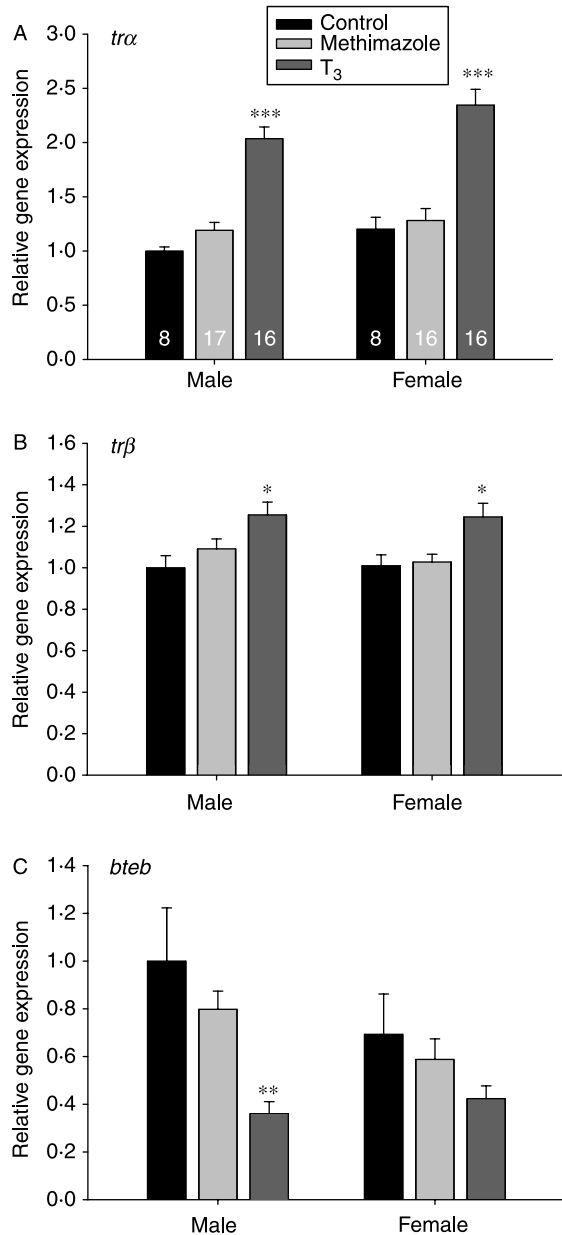 A
trα
Control
Methimazole
T₃
Relative gene expression
3·0
2·5
2·0
1·5
1·0
0·5
0·0
***
***
8
17
16
8
16
16
Male
Female
B
trβ
Relative gene expression
1·6
1·4
1·2
1·0
0·8
0·6
0·4
0·2
0·0
*
*
Male
Female
C
bteb
Relative gene expression
1·4
1·2
1·0
0·8
0·6
0·4
0·2
0·0
**
Male
Female